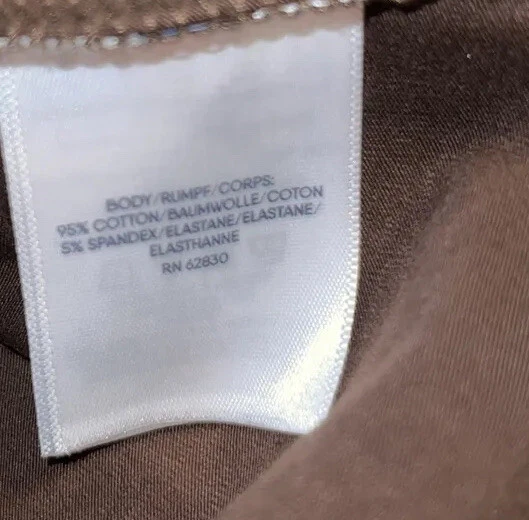 BODY/RUMPF/CORPS:
95% COTTON/BAUMWOLLE/COTON
5% SPANDEX/ELASTANE/ELASTANE/
ELASTHANNE
RN 62830